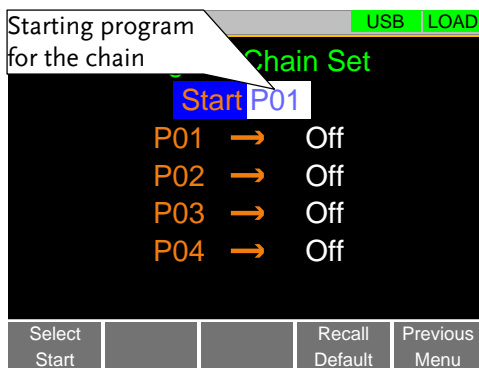 Starting program
for the chain
USB LOAD
Chain Set
Start P01
P01 → Off
P02 → Off
P03 → Off
P04 → Off
Select Start
Recall Default
Previous Menu